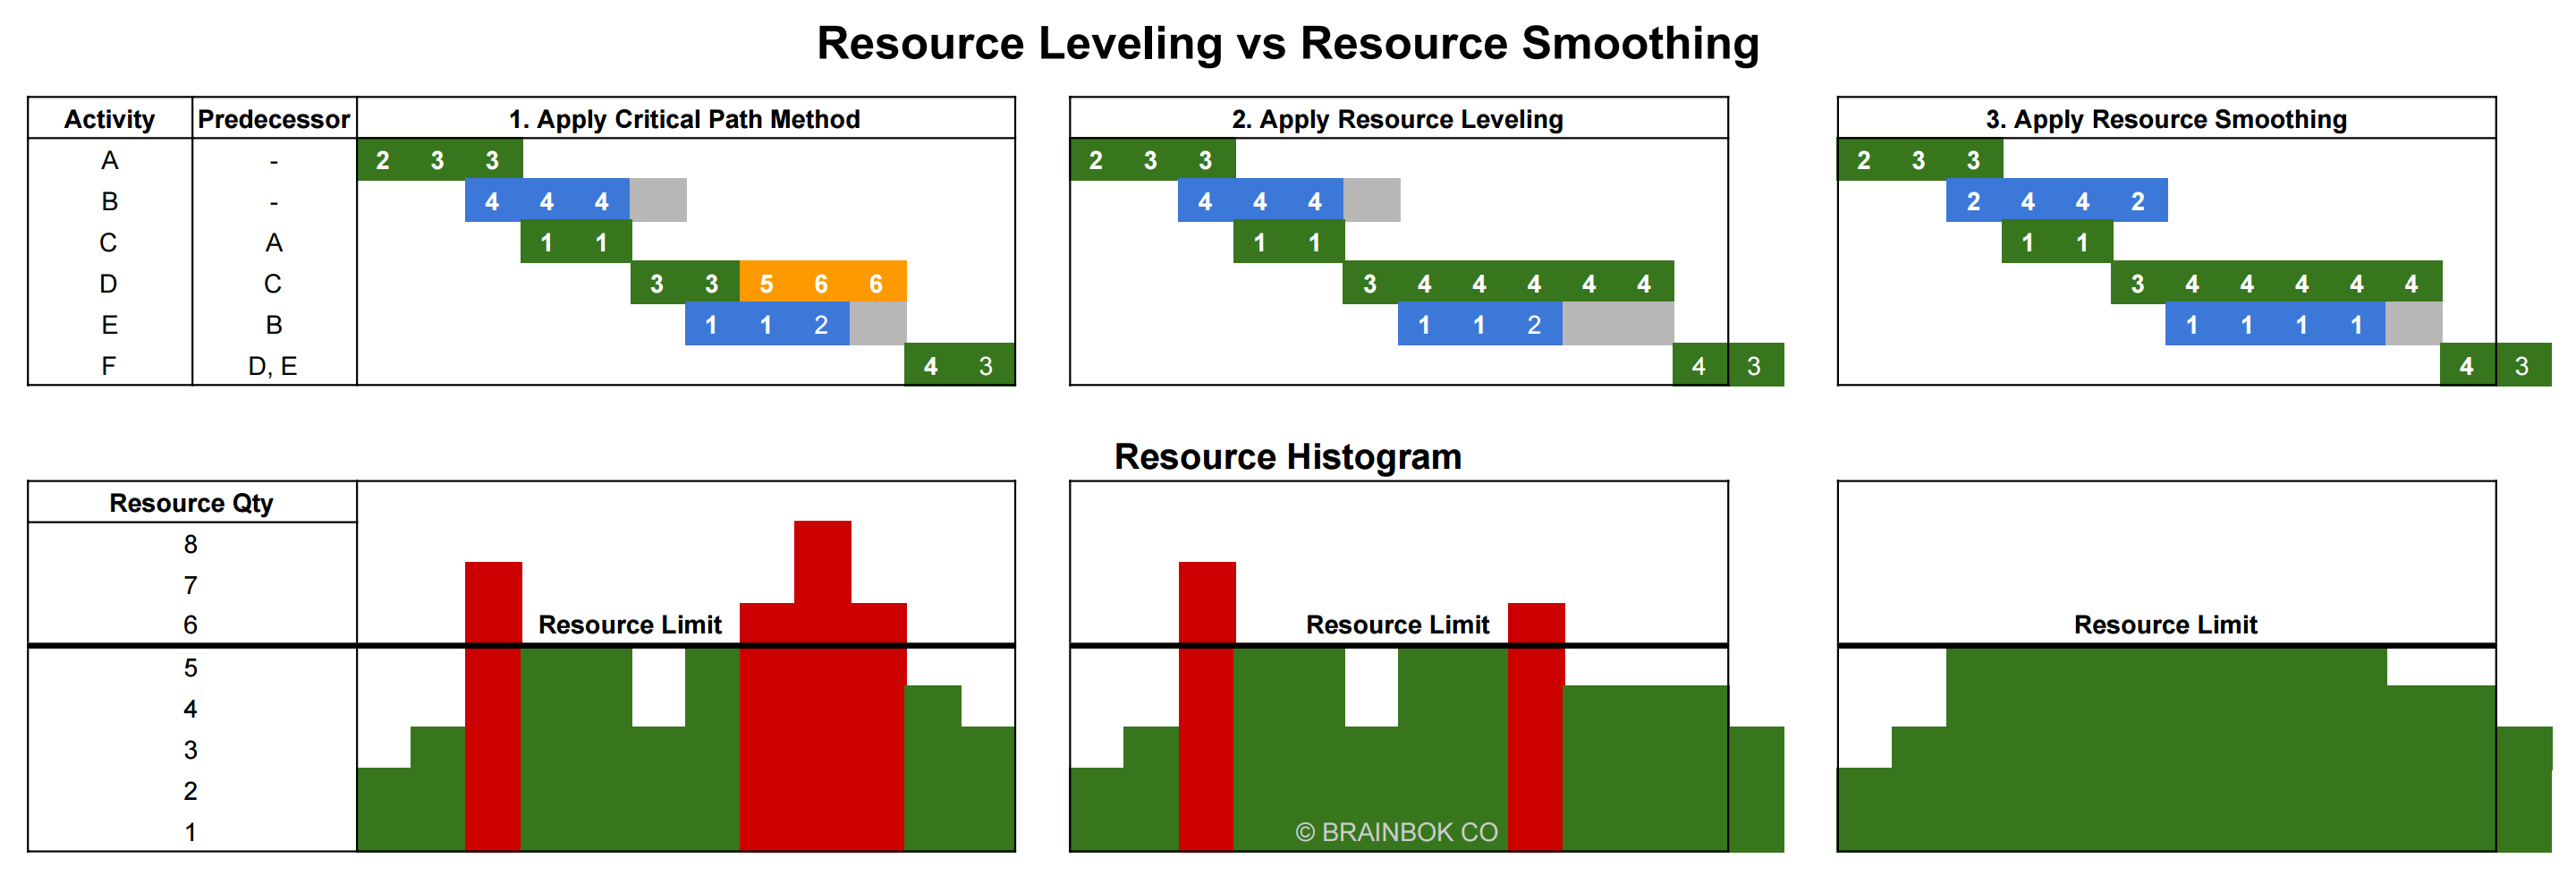 Resource Leveling vs Resource Smoothing
Activity Predecessor 1. Apply Critical Path Method 2. Apply Resource Leveling 3. Apply Resource Smoothing
A - 2 3 3 2 3 3 2 3 3
B - 4 4 4 4 4 4 2 4 4 2
C A 1 1 1 1 1 1
D C 3 3 5 6 6 3 4 4 4 4 4 3 4 4 4 4 4
E B 1 1 2 1 1 2 1 1 1 1
F D, E 4 3 4 3 4 3
Resource Histogram
Resource Qty
8
7
6 Resource Limit Resource Limit Resource Limit
5
4
3
2
1 © BRAINBOK CO